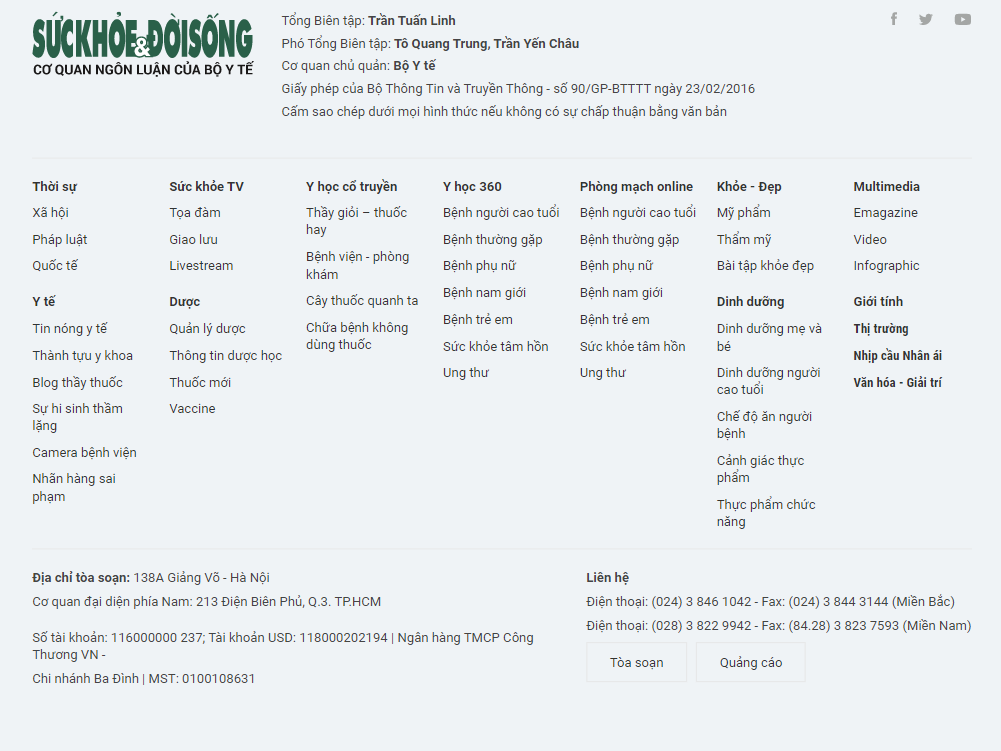 SỨCKHỎE&ĐỜISỐNG
CƠ QUAN NGÔN LUẬN CỦA BỘ Y TẾ
Tổng Biên tập: Trần Tuấn Linh
Phó Tổng Biên tập: Tô Quang Trung, Trần Yến Châu
Cơ quan chủ quản: Bộ Y tế
Giấy phép của Bộ Thông Tin và Truyền Thông - số 90/GP-BTTTT ngày 23/02/2016
Cấm sao chép dưới mọi hình thức nếu không có sự chấp thuận bằng văn bản
Thời sự
Xã hội
Pháp luật
Quốc tế
Y tế
Tin nóng y tế
Thành tựu y khoa
Blog thầy thuốc
Sự hi sinh thầm
lặng
Camera bệnh viện
Nhãn hàng sai
phạm
Sức khỏe TV
Tọa đàm
Giao lưu
Livestream
Dược
Quản lý dược
Thông tin dược học
Thuốc mới
Vaccine
Y học cổ truyền
Thầy giỏi – thuốc
hay
Bệnh viện - phòng
khám
Cây thuốc quanh ta
Chữa bệnh không
dùng thuốc
Y học 360
Bệnh người cao tuổi
Bệnh thường gặp
Bệnh phụ nữ
Bệnh nam giới
Bệnh trẻ em
Sức khỏe tâm hồn
Ung thư
Phòng mạch online
Bệnh người cao tuổi
Bệnh thường gặp
Bệnh phụ nữ
Bệnh nam giới
Bệnh trẻ em
Sức khỏe tâm hồn
Ung thư
Khỏe - Đẹp
Mỹ phẩm
Thẩm mỹ
Bài tập khỏe đẹp
Dinh dưỡng
Dinh dưỡng mẹ và
bé
Dinh dưỡng người
cao tuổi
Chế độ ăn người
bệnh
Cảnh giác thực
phẩm
Thực phẩm chức
năng
Multimedia
Emagazine
Video
Infographic
Giới tính
Thị trường
Nhịp cầu Nhân ái
Văn hóa - Giải trí
Địa chỉ tòa soạn: 138A Giảng Võ - Hà Nội
Cơ quan đại diện phía Nam: 213 Điện Biên Phủ, Q.3. TP.HCM
Số tài khoản: 116000000 237; Tài khoản USD: 118000202194 | Ngân hàng TMCP Công
Thương VN -
Chi nhánh Ba Đình | MST: 0100108631
Liên hệ
Điện thoại: (024) 3 846 1042 - Fax: (024) 3 844 3144 (Miền Bắc)
Điện thoại: (028) 3 822 9942 - Fax: (84.28) 3 823 7593 (Miền Nam)
Tòa soạn
Quảng cáo